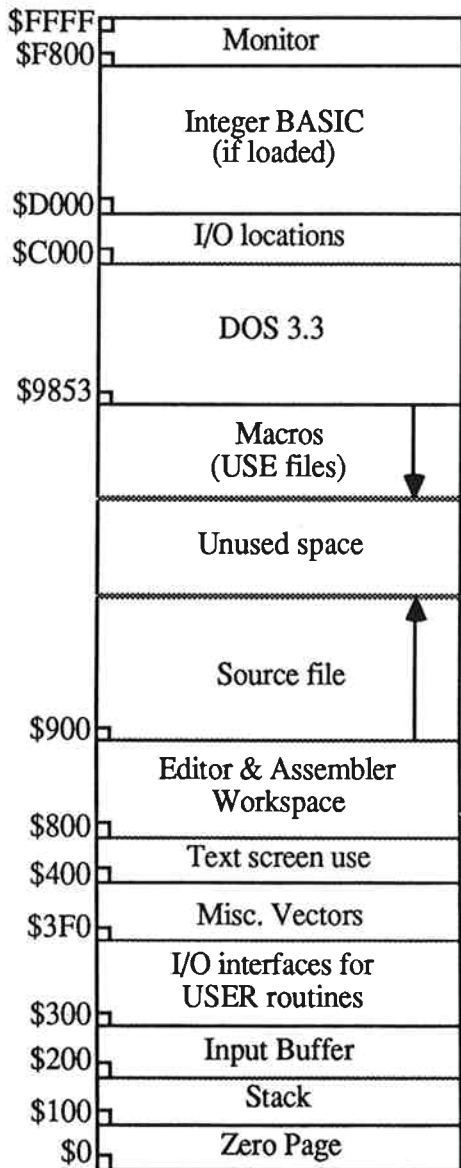 $FFFF
Monitor
$F800
Integer BASIC
(if loaded)
$D000
I/O locations
$C000
DOS 3.3
$9853
Macros
(USE files)
Unused space
Source file
$900
Editor & Assembler
Workspace
$800
Text screen use
$400
Misc. Vectors
$3F0
I/O interfaces for
USER routines
$300
Input Buffer
$200
Stack
$100
Zero Page
$0